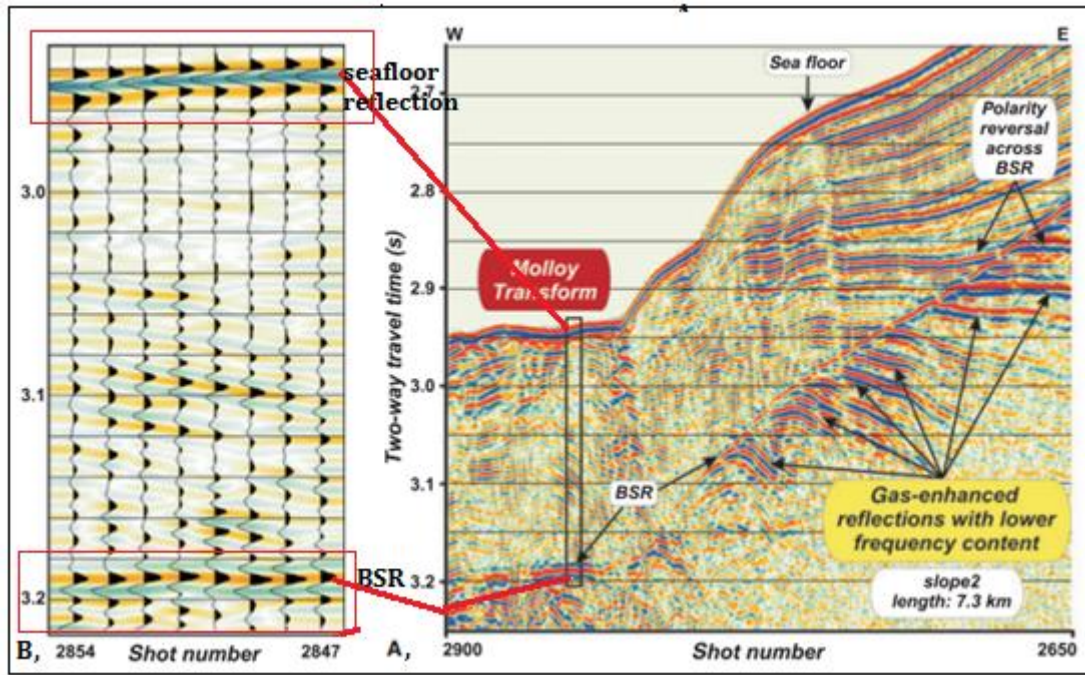 seafloor
reflection
3.0
3.1
3.2
BSR
B,
2854
Shot number
2847
W
E
Sea floor
Polarity
reversal
across
BSR
2.7
2.8
2.9
3.0
3.1
3.2
Two-way travel time (s)
Molloy
Transform
BSR
Gas-enhanced
reflections with lower
frequency content
slope2
length: 7.3 km
A,
2900
Shot number
2650